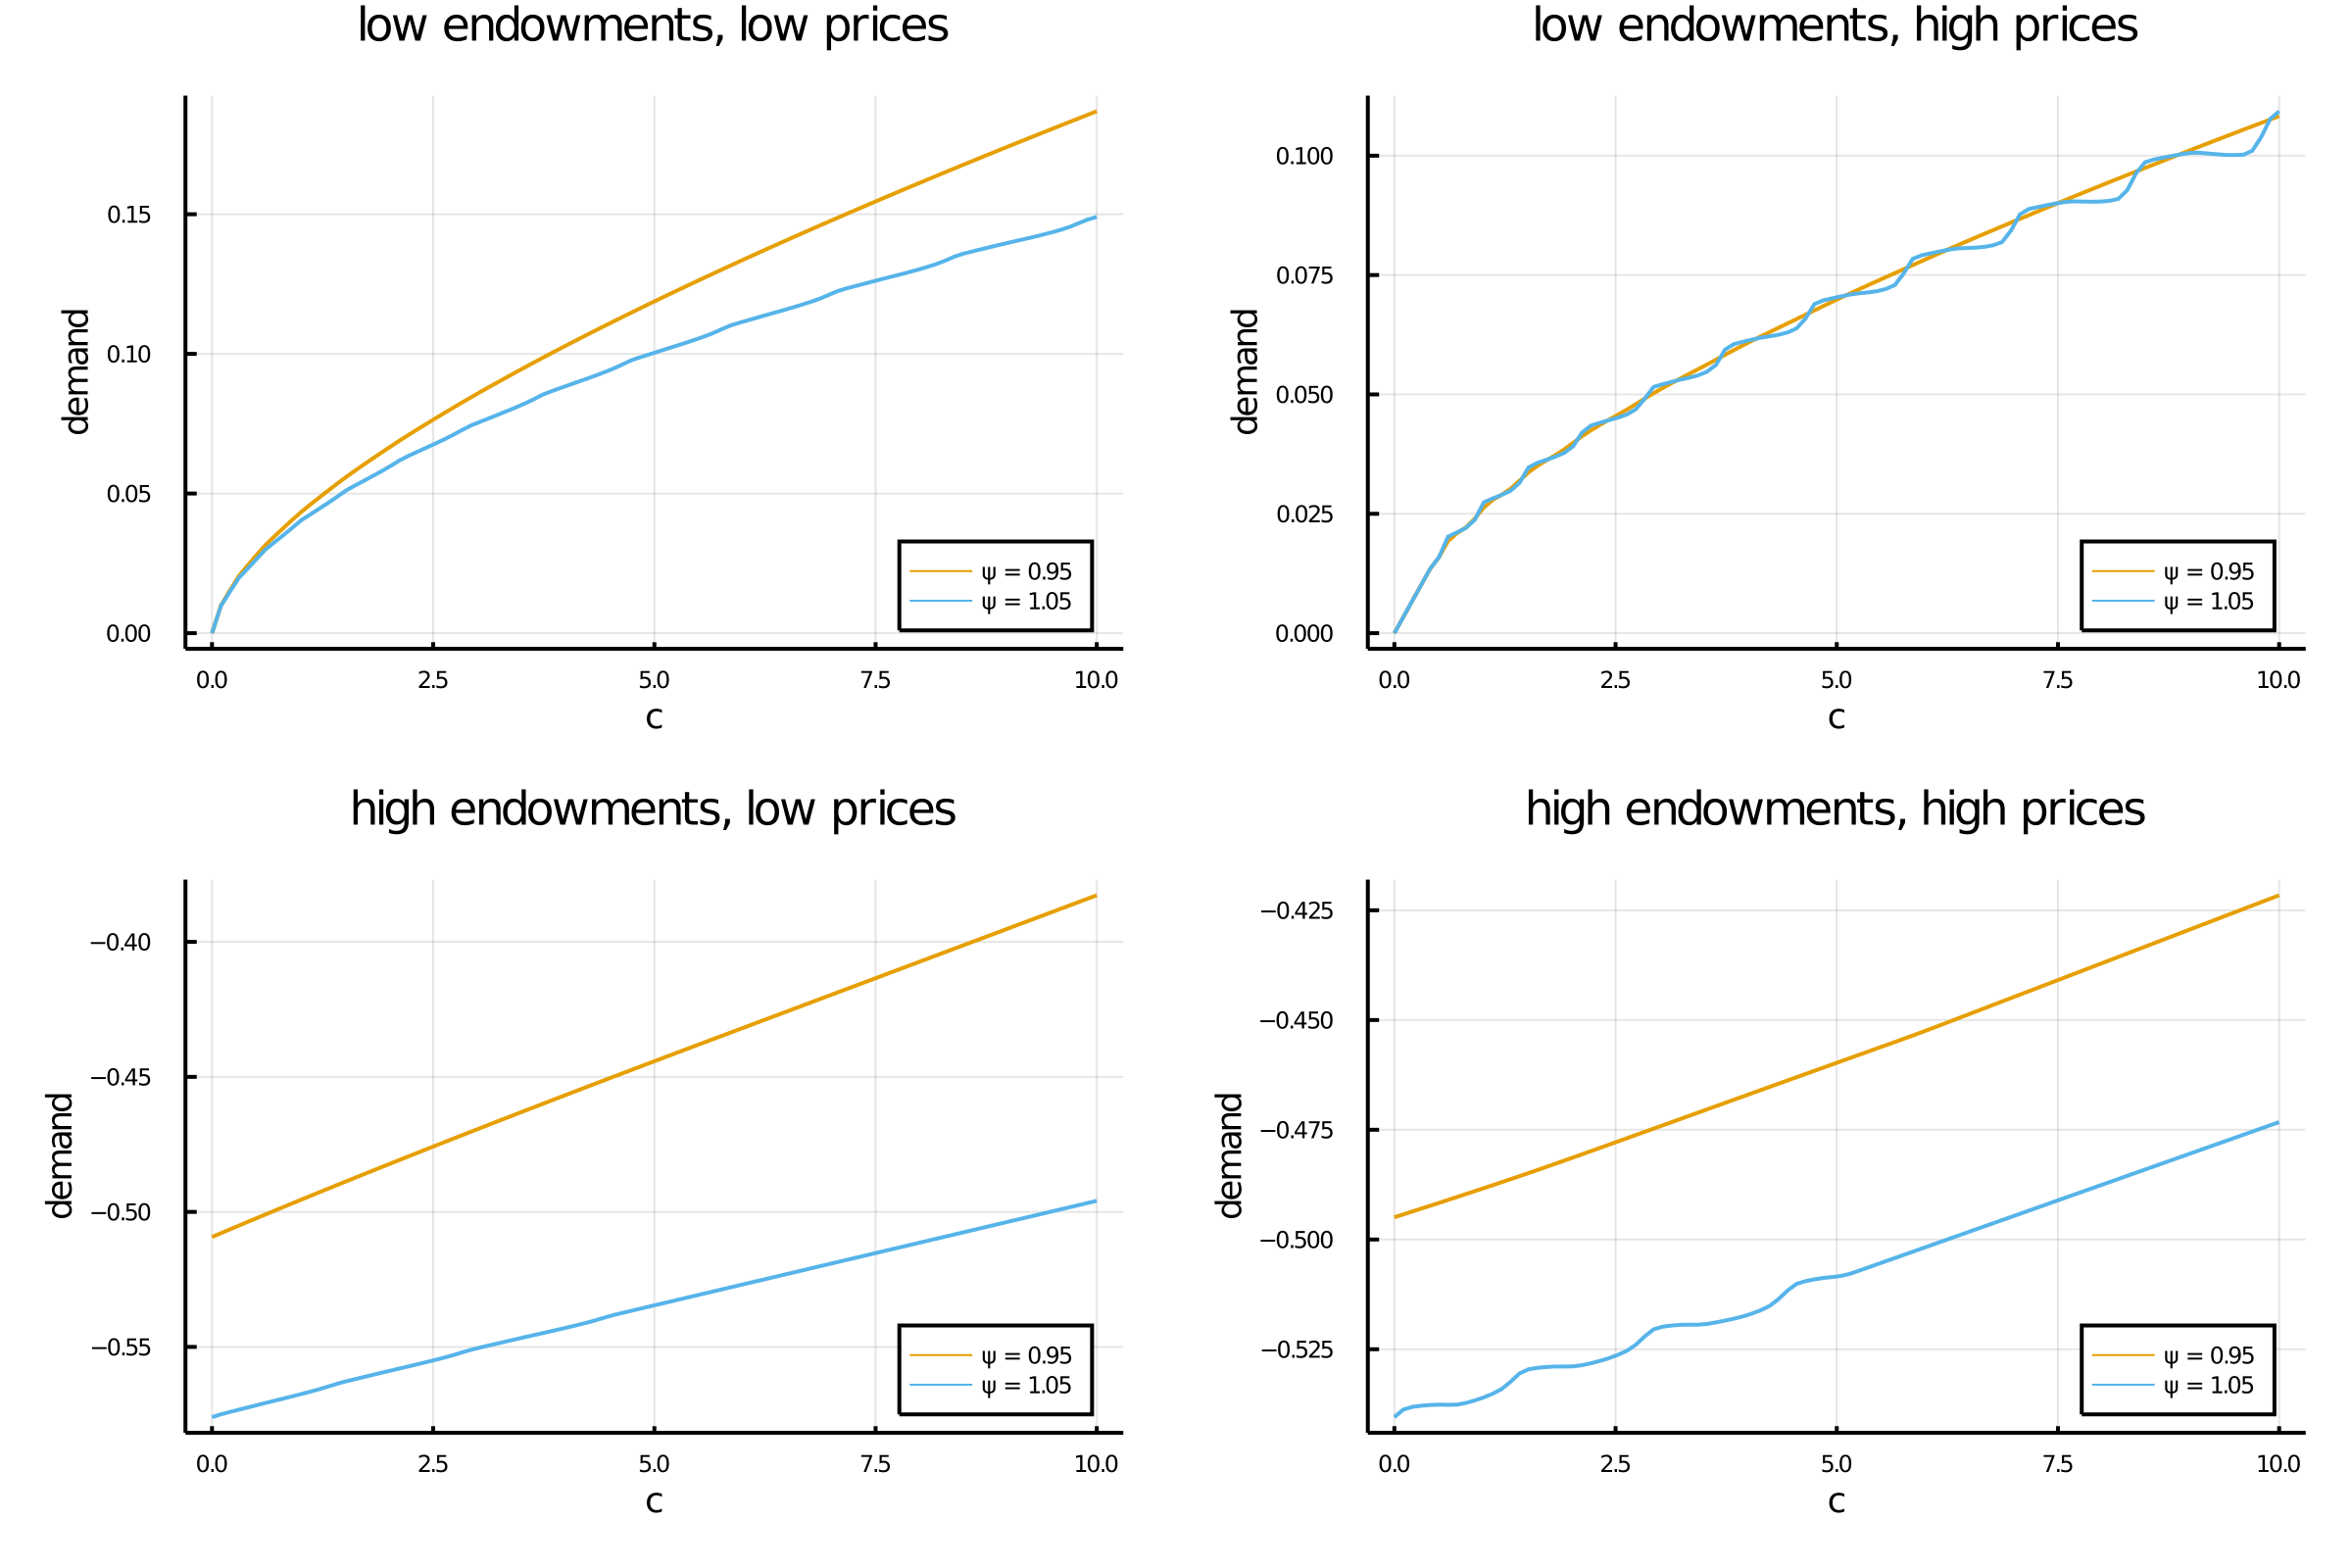 low endowments, low prices
demand
0.15
0.10
0.05
0.00
ψ = 0.95
ψ = 1.05
0.0 2.5 5.0 7.5 10.0
c
low endowments, high prices
demand
0.100
0.075
0.050
0.025
0.000
ψ = 0.95
ψ = 1.05
0.0 2.5 5.0 7.5 10.0
c
high endowments, low prices
demand
−0.40
−0.45
−0.50
−0.55
ψ = 0.95
ψ = 1.05
0.0 2.5 5.0 7.5 10.0
c
high endowments, high prices
demand
−0.425
−0.450
−0.475
−0.500
−0.525
ψ = 0.95
ψ = 1.05
0.0 2.5 5.0 7.5 10.0
c